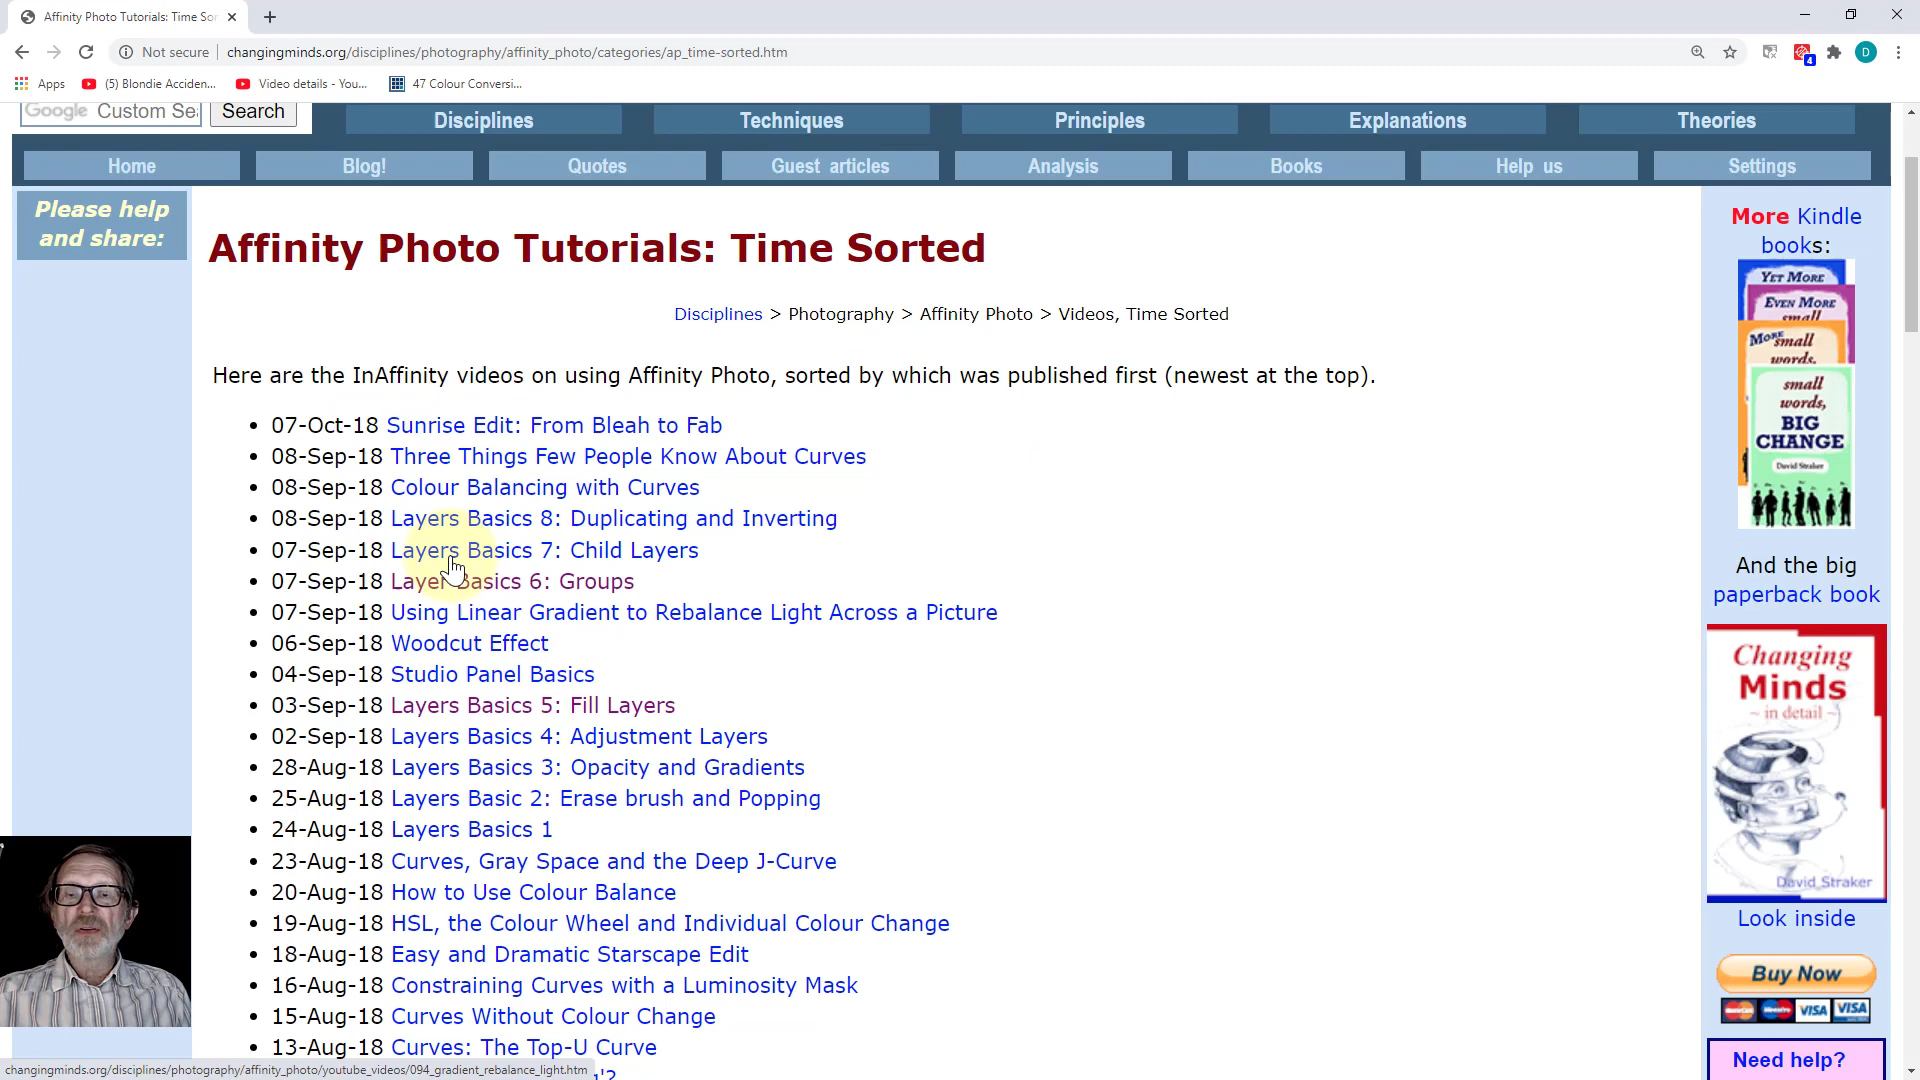 Affinity Photo Tutorials: Time Sor
Not secure
changingminds.org/disciplines/photography/affinity_photo/categories/ap_time-sorted.htm
4
D
Apps
(5) Blondie Acciden...
Video details - You...
47 Colour Conversi...
Google Custom Sea
Search
Disciplines
Techniques
Principles
Explanations
Theories
Home
Blog!
Quotes
Guest articles
Analysis
Books
Help us
Settings
Please help
and share:
Affinity Photo Tutorials: Time Sorted
Disciplines > Photography > Affinity Photo > Videos, Time Sorted
Here are the InAffinity videos on using Affinity Photo, sorted by which was published first (newest at the top).
• 07-Oct-18 Sunrise Edit: From Bleah to Fab
• 08-Sep-18 Three Things Few People Know About Curves
• 08-Sep-18 Colour Balancing with Curves
• 08-Sep-18 Layers Basics 8: Duplicating and Inverting
• 07-Sep-18 Layers Basics 7: Child Layers
• 07-Sep-18 Layer Basics 6: Groups
• 07-Sep-18 Using Linear Gradient to Rebalance Light Across a Picture
• 06-Sep-18 Woodcut Effect
• 04-Sep-18 Studio Panel Basics
• 03-Sep-18 Layers Basics 5: Fill Layers
• 02-Sep-18 Layers Basics 4: Adjustment Layers
• 28-Aug-18 Layers Basics 3: Opacity and Gradients
• 25-Aug-18 Layers Basic 2: Erase brush and Popping
• 24-Aug-18 Layers Basics 1
• 23-Aug-18 Curves, Gray Space and the Deep J-Curve
• 20-Aug-18 How to Use Colour Balance
• 19-Aug-18 HSL, the Colour Wheel and Individual Colour Change
• 18-Aug-18 Easy and Dramatic Starscape Edit
• 16-Aug-18 Constraining Curves with a Luminosity Mask
• 15-Aug-18 Curves Without Colour Change
• 13-Aug-18 Curves: The Top-U Curve
changingminds.org/disciplines/photography/affinity_photo/youtube_videos/094_gradient_rebalance_light.htm
More Kindle
books:
YET MORE
EVEN MORE
small
More small
words,
small
words,
BIG
CHANGE
David Straker
And the big
paperback book
Changing
Minds
~ in detail ~
David Straker
Look inside
Buy Now
VISA
VISA
Need help?